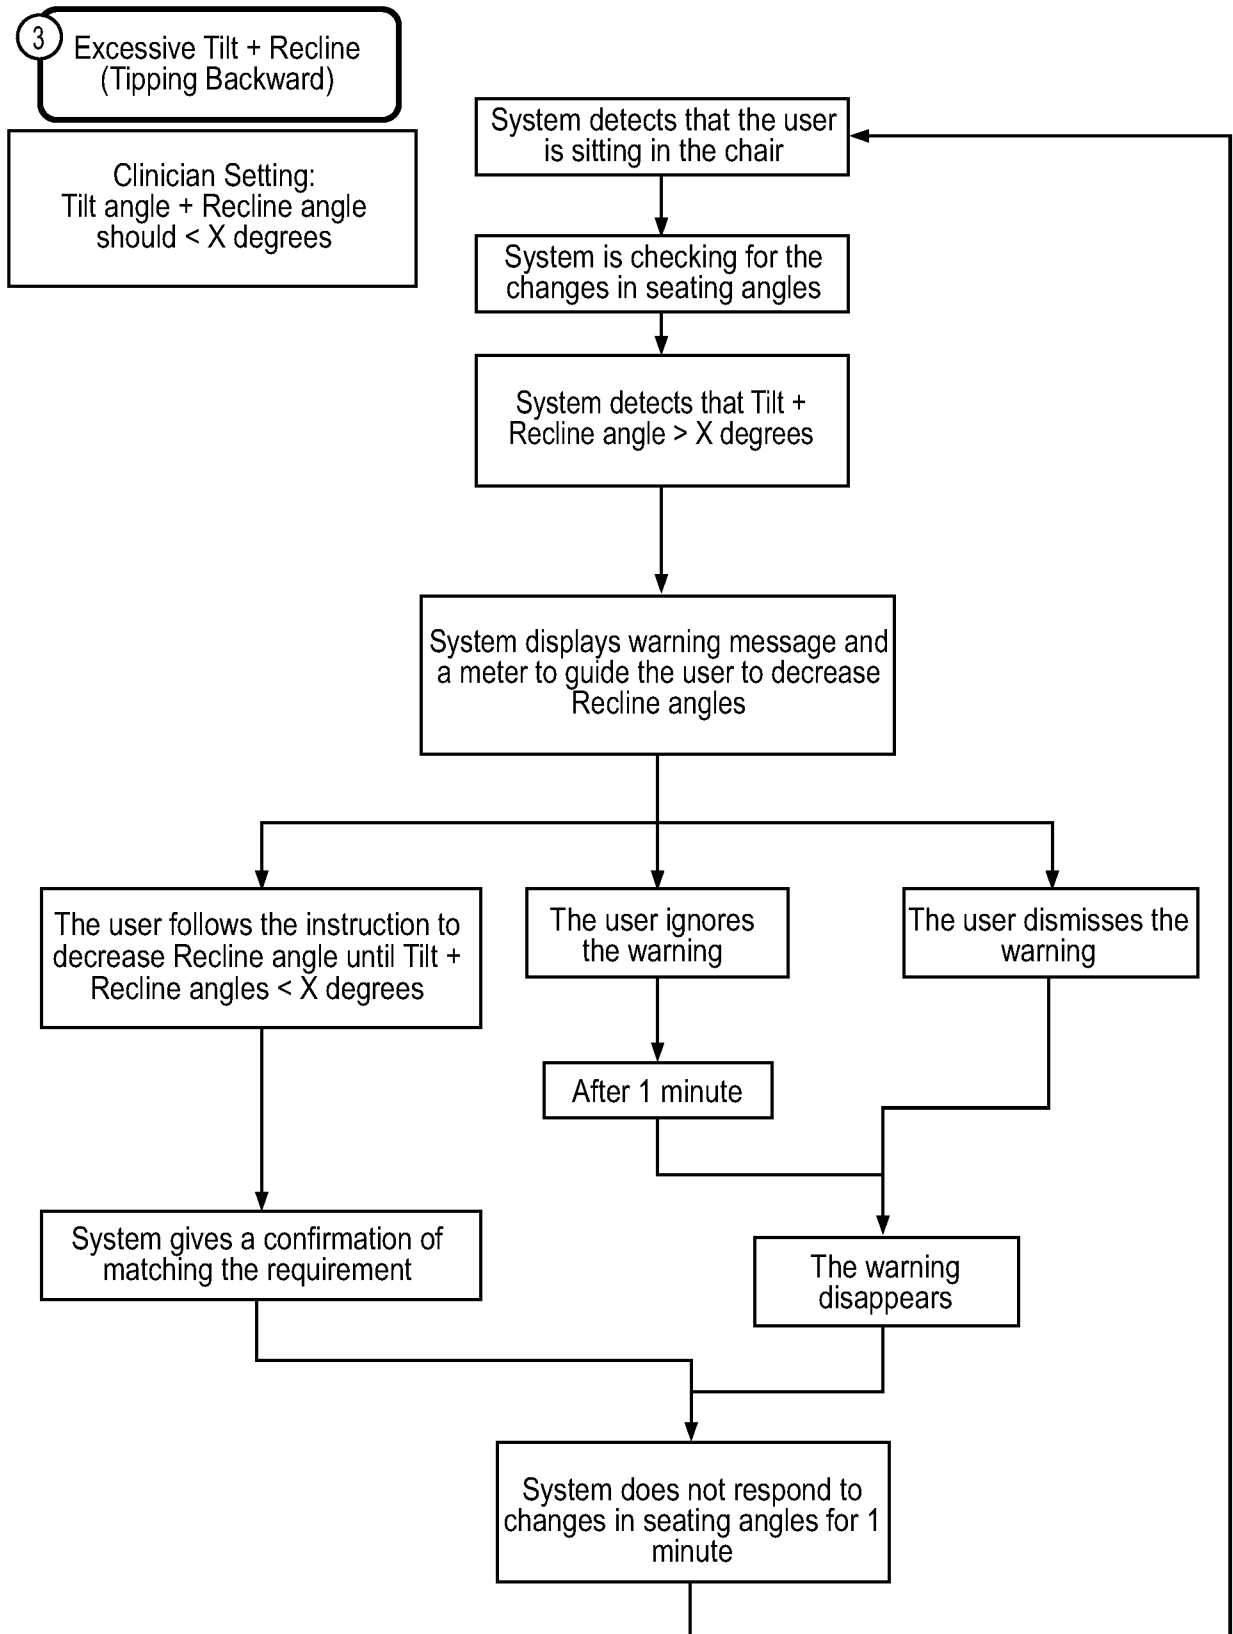 3
Excessive Tilt + Recline
(Tipping Backward)
Clinician Setting:
Tilt angle + Recline angle
should < X degrees
System detects that the user
is sitting in the chair
System is checking for the
changes in seating angles
System detects that Tilt +
Recline angle > X degrees
System displays warning message and
a meter to guide the user to decrease
Recline angles
The user follows the instruction to
decrease Recline angle until Tilt +
Recline angles < X degrees
The user ignores
the warning
The user dismisses the
warning
After 1 minute
System gives a confirmation of
matching the requirement
The warning
disappears
System does not respond to
changes in seating angles for 1
minute